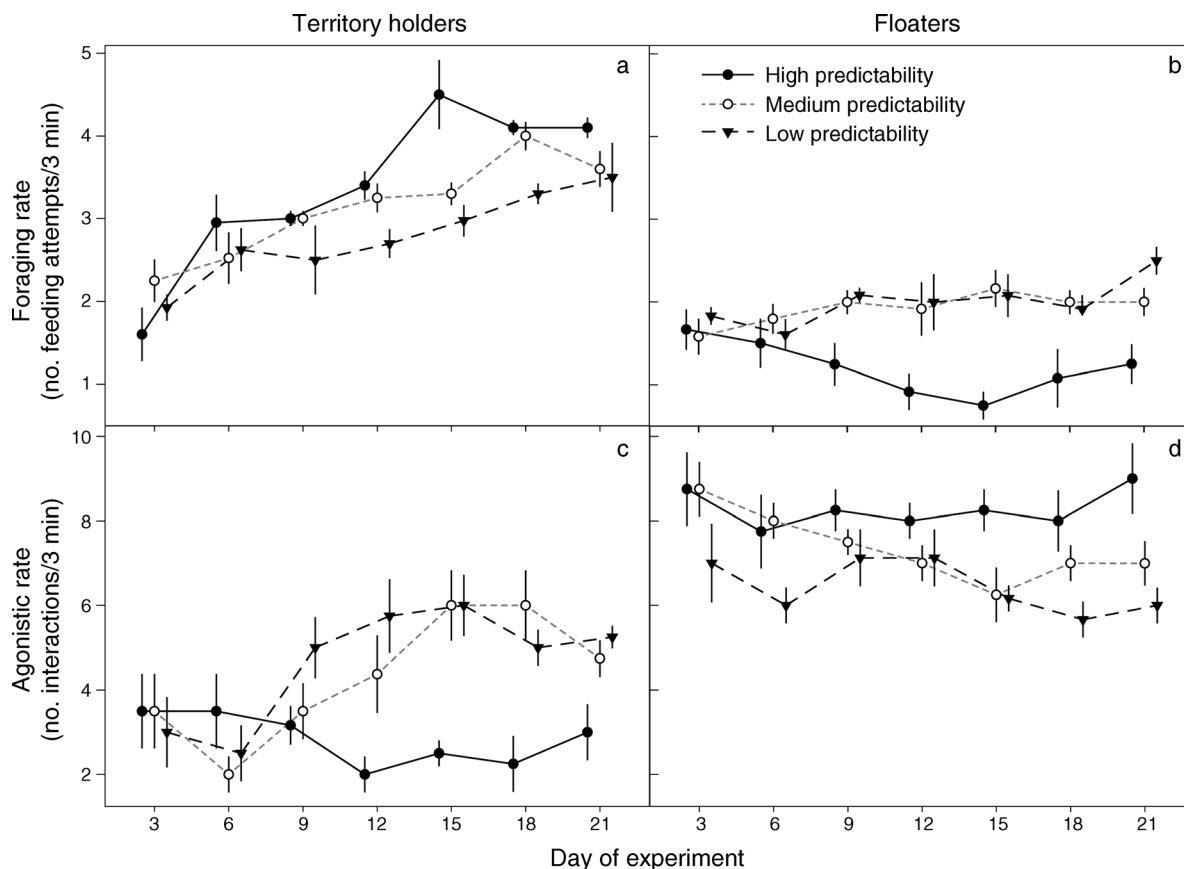 Territory holders
Floaters
Foraging rate
(no. feeding attempts/3 min)
5
4
3
2
1
a
High predictability
Medium predictability
Low predictability
b
Agonistic rate
(no. interactions/3 min)
10
8
6
4
2
c
d
3 6 9 12 15 18 21
3 6 9 12 15 18 21
Day of experiment